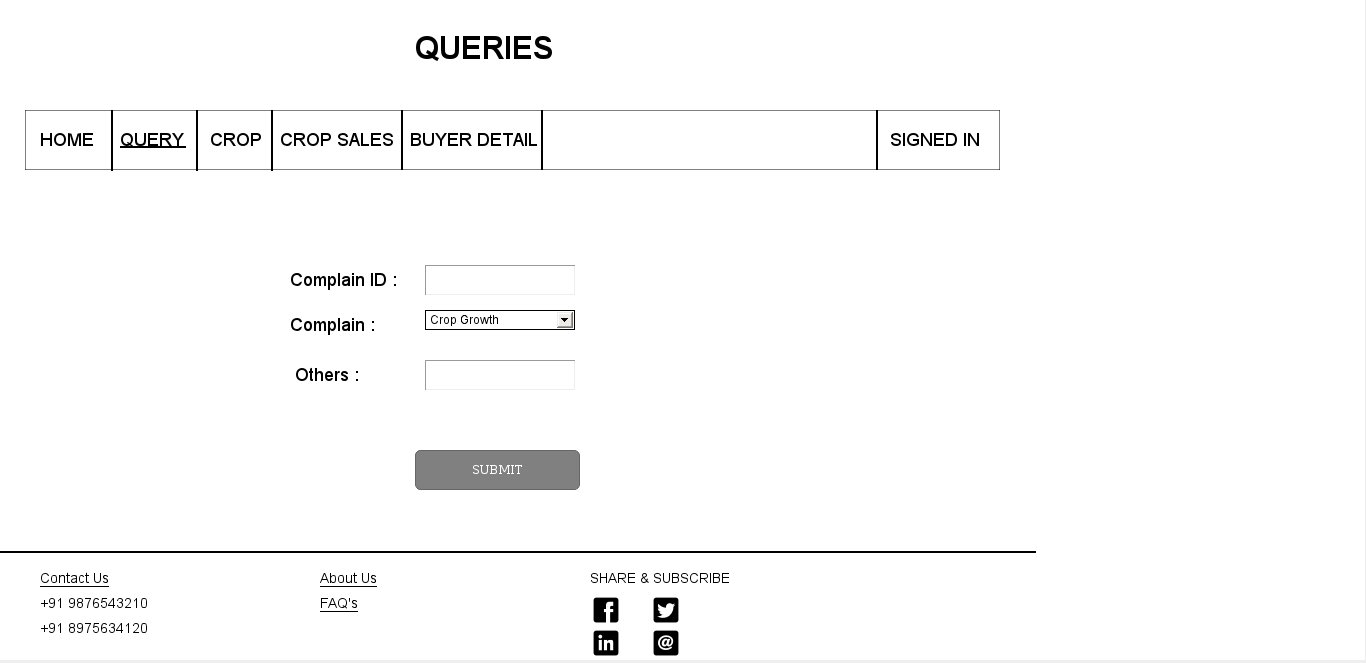 QUERIES
HOME QUERY CROP CROP SALES BUYER DETAIL SIGNED IN
Complain ID :
Complain : Crop Growth
Others :
SUBMIT
Contact Us About Us SHARE & SUBSCRIBE
+91 9876543210 FAQ's
+91 8975634120